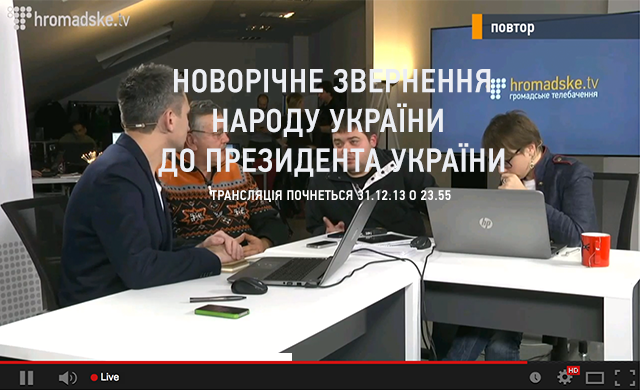 hromadske.tv
повтор
hromadske.tv
громадське телебачення
НОВОРІЧНЕ ЗВЕРНЕННЯ
НАРОДУ УКРАЇНИ
ДО ПРЕЗИДЕНТА УКРАЇНИ
ТРАНСЛЯЦІЯ ПОЧНЕТЬСЯ 31.12.13 О 23.55
hp
Live
HD